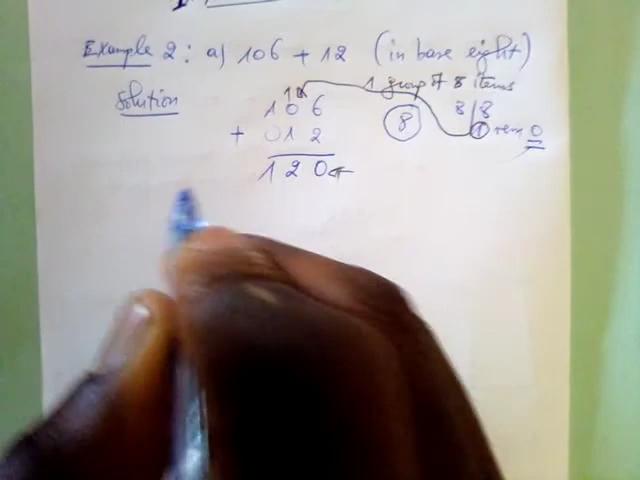 Example 2: a) 106 + 12 (in base eight)
Solution
1 group of 8 items
1
106
+ 012
120
8
8 | 8
1 rem 0